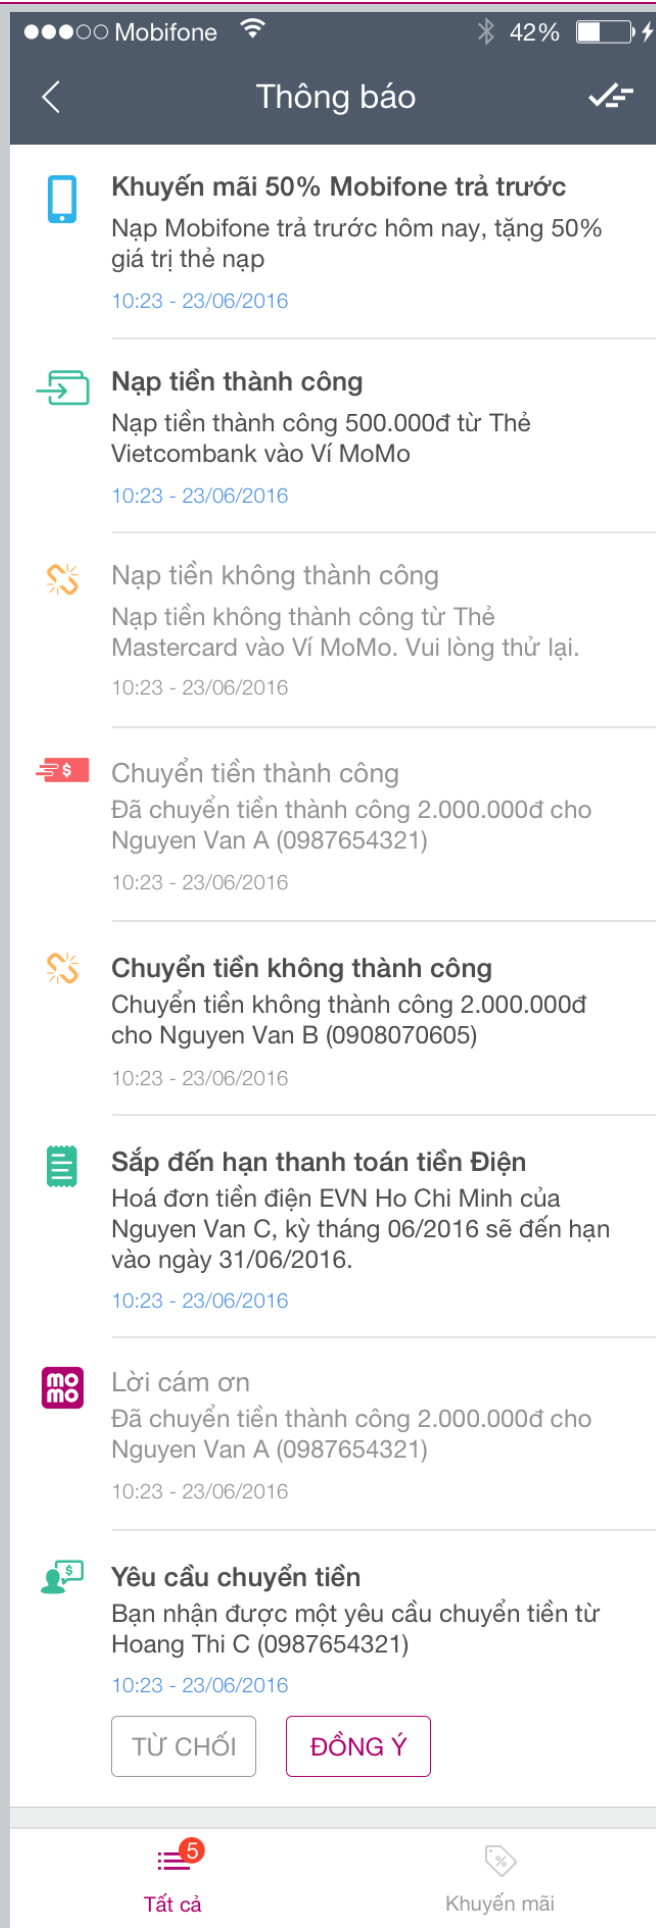 Mobifone
42%
Thông báo
Khuyến mãi 50% Mobifone trả trước
Nạp Mobifone trả trước hôm nay, tặng 50%
giá trị thẻ nạp
10:23 - 23/06/2016
Nạp tiền thành công
Nạp tiền thành công 500.000đ từ Thẻ
Vietcombank vào Ví MoMo
10:23 - 23/06/2016
Nạp tiền không thành công
Nạp tiền không thành công từ Thẻ
Mastercard vào Ví MoMo. Vui lòng thử lại.
10:23 - 23/06/2016
$
Chuyển tiền thành công
Đã chuyển tiền thành công 2.000.000đ cho
Nguyen Van A (0987654321)
10:23 - 23/06/2016
Chuyển tiền không thành công
Chuyển tiền không thành công 2.000.000đ
cho Nguyen Van B (0908070605)
10:23 - 23/06/2016
Sắp đến hạn thanh toán tiền Điện
Hoá đơn tiền điện EVN Ho Chi Minh của
Nguyen Van C, kỳ tháng 06/2016 sẽ đến hạn
vào ngày 31/06/2016.
10:23 - 23/06/2016
mo
mo
Lời cám ơn
Đã chuyển tiền thành công 2.000.000đ cho
Nguyen Van A (0987654321)
10:23 - 23/06/2016
$
Yêu cầu chuyển tiền
Bạn nhận được một yêu cầu chuyển tiền từ
Hoang Thi C (0987654321)
10:23 - 23/06/2016
TỪ CHỐI ĐỒNG Ý
5
%
Tất cả
Khuyến mãi